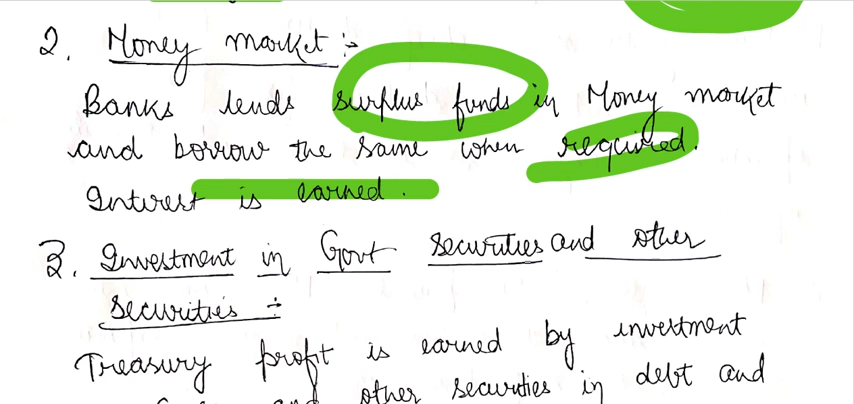 2. Money market :-
Banks lends surplus funds in Money market
and borrow the same when required.
Interest is earned.
3. Investment in Govt securities and other
securities :-
Treasury profit is earned by investment
and other securities in debt and